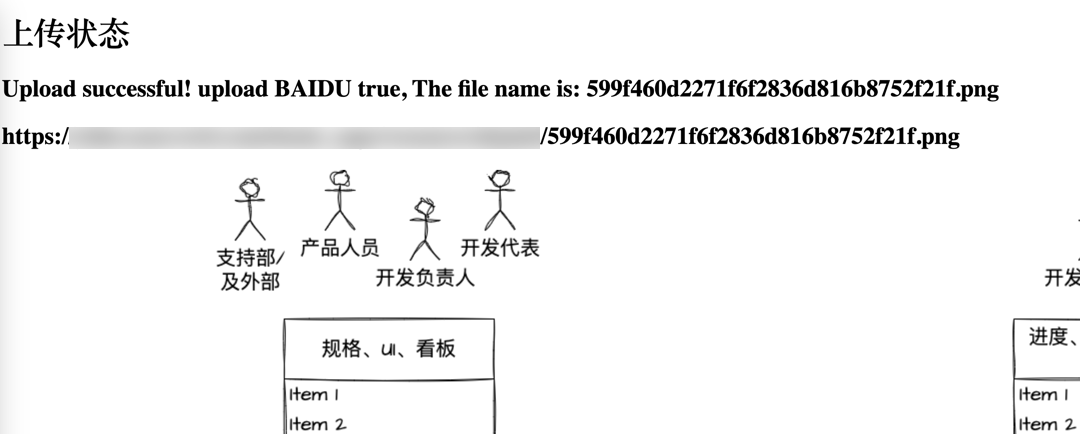 上传状态
Upload successful! upload BAIDU true, The file name is: 599f460d2271f6f2836d816b8752f21f.png
https:/
/599f460d2271f6f2836d816b8752f21f.png
支持部/
及外部
产品人员
开发负责人
开发代表
开发
规格、UI、看板
Item 1
Item 2
进度、
Item 1
Item 2